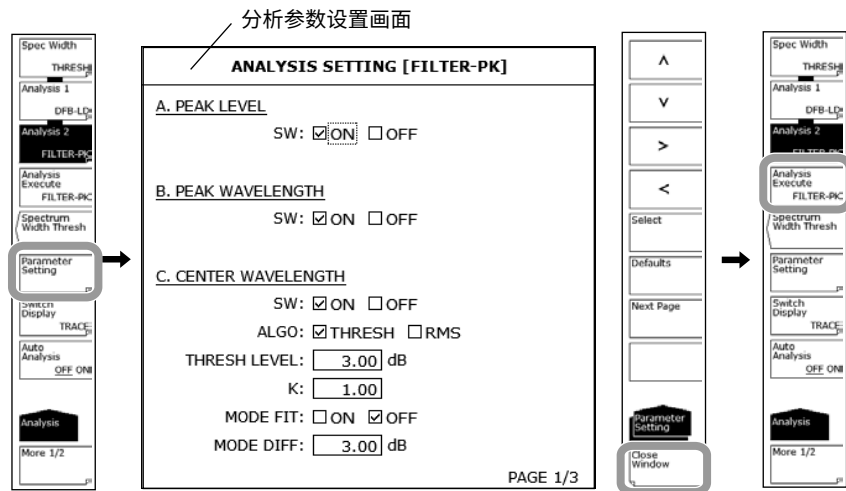 分析参数设置画面
Spec Width
THRESH
Analysis 1
DFB-LD
Analysis 2
FILTER-PK
Analysis
Execute
FILTER-PK
Spectrum
Width Thresh
Parameter
Setting
Switch
Display
TRACE
Auto
Analysis
OFF ON
Analysis
More 1/2
ANALYSIS SETTING [FILTER-PK]
A. PEAK LEVEL
SW: ☑ ON ☐ OFF
B. PEAK WAVELENGTH
SW: ☑ ON ☐ OFF
C. CENTER WAVELENGTH
SW: ☑ ON ☐ OFF
ALGO: ☑ THRESH ☐ RMS
THRESH LEVEL: 3.00 dB
K: 1.00
MODE FIT: ☐ ON ☑ OFF
MODE DIFF: 3.00 dB
PAGE 1/3
∧
∨
>
<
Select
Defaults
Next Page
Parameter
Setting
Close
Window
Spec Width
THRESH
Analysis 1
DFB-LD
Analysis 2
FILTER-PK
Analysis
Execute
FILTER-PK
Spectrum
Width Thresh
Parameter
Setting
Switch
Display
TRACE
Auto
Analysis
OFF ON
Analysis
More 1/2